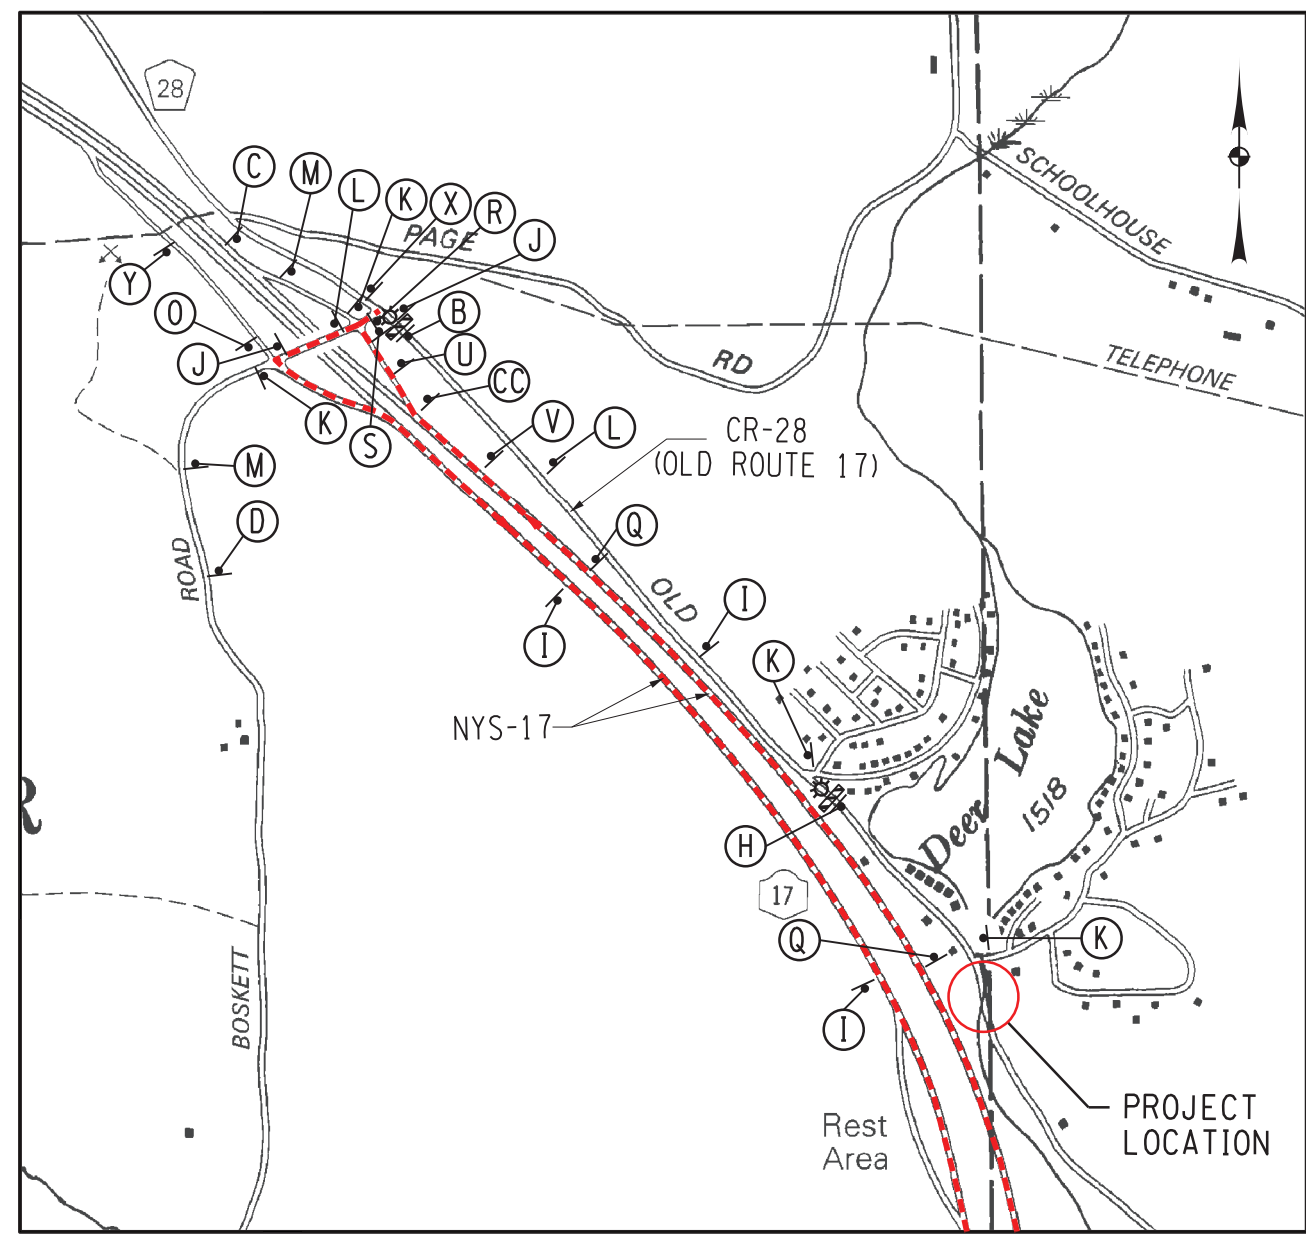 28
SCHOOLHOUSE
C
M
L
K
X
R
J
PAGE
Y
O
J
B
U
CC
RD
TELEPHONE
K
S
V
L
CR-28
(OLD ROUTE 17)
M
D
Q
ROAD
OLD
I
I
K
NYS-17
Deer Lake
1518
R
H
17
Q
K
I
BOSKETT
PROJECT
LOCATION
Rest
Area